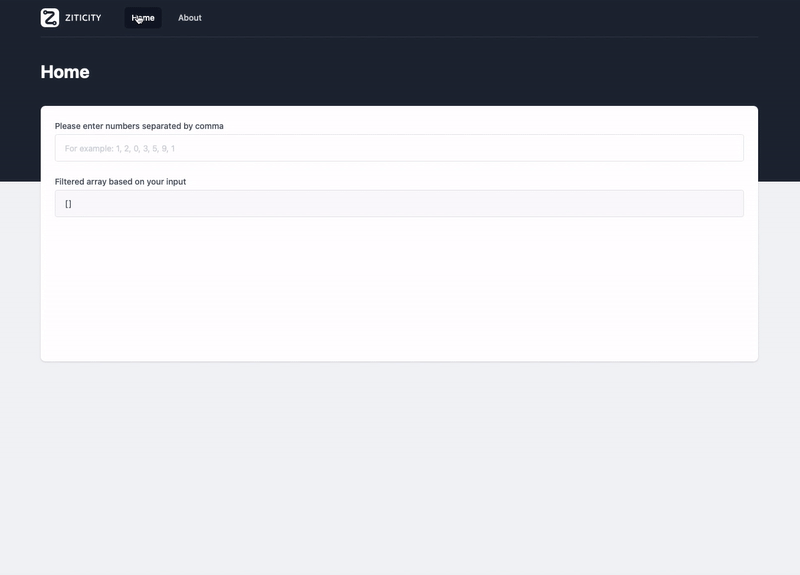 ZITICITY Home About
Home
Please enter numbers separated by comma
For example: 1, 2, 0, 3, 5, 9, 1
Filtered array based on your input
[]